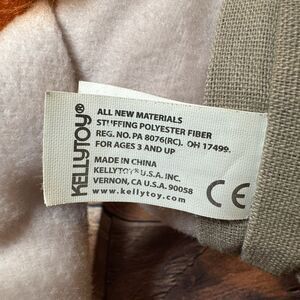 KELLYTOY®
ALL NEW MATERIALS
STUFFING POLYESTER FIBER
REG. NO. PA 8076(RC). OH 17499.
FOR AGES 3 AND UP
MADE IN CHINA
KELLYTOY® U.S.A. INC.
VERNON, CA U.S.A. 90058
www.kellytoy.com
CE